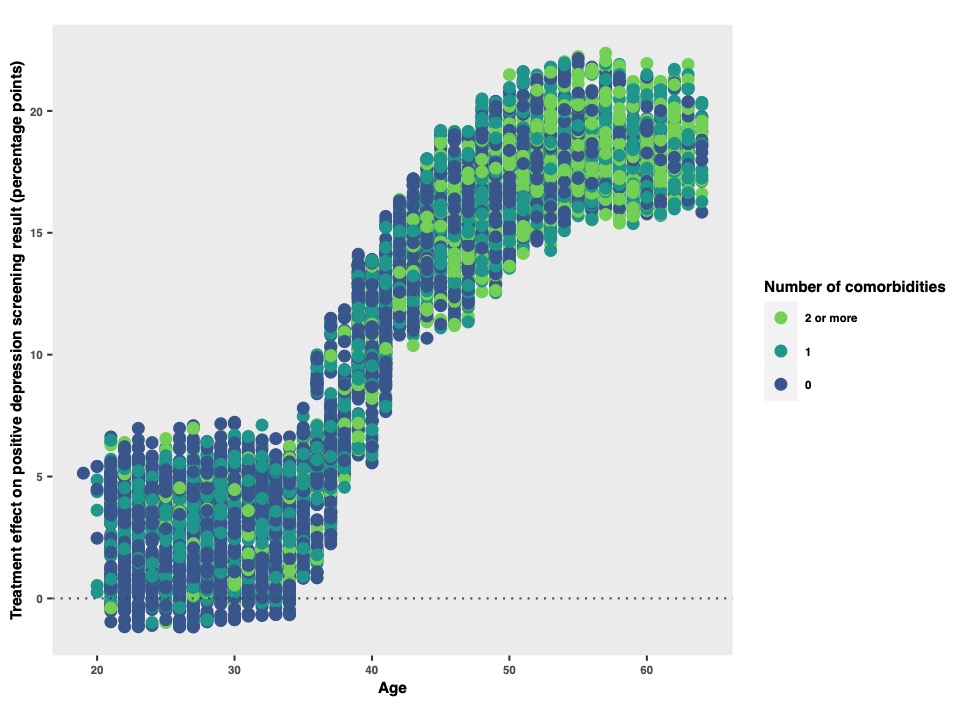 Treatment effect on positive depression screening result (percentage points)
20
15
10
5
0
20 30 40 50 60
Age
Number of comorbidities
2 or more
1
0